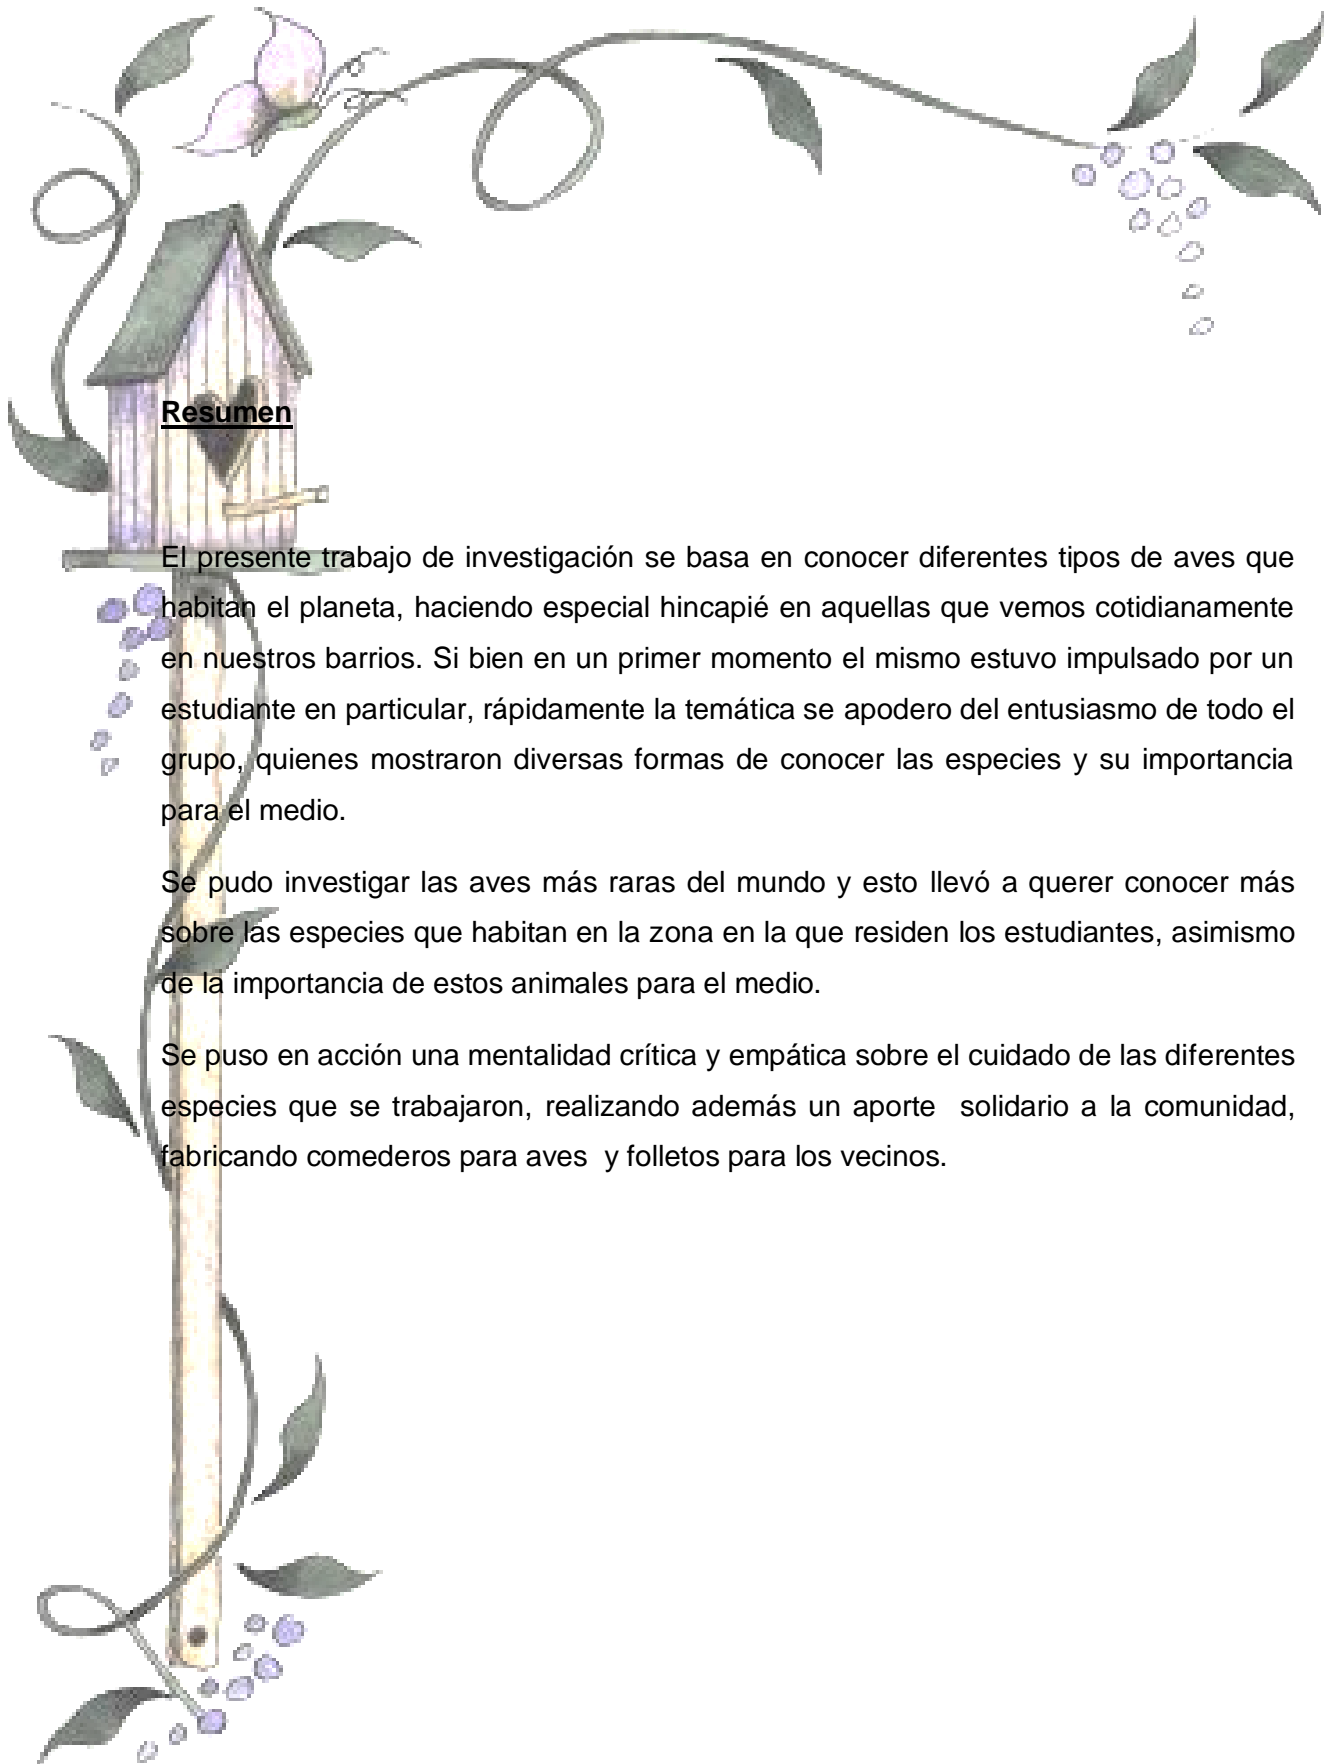 Resumen
El presente trabajo de investigación se basa en conocer diferentes tipos de aves que
habitan el planeta, haciendo especial hincapié en aquellas que vemos cotidianamente
en nuestros barrios. Si bien en un primer momento el mismo estuvo impulsado por un
estudiante en particular, rápidamente la temática se apodero del entusiasmo de todo el
grupo, quienes mostraron diversas formas de conocer las especies y su importancia
para el medio.
Se pudo investigar las aves más raras del mundo y esto llevó a querer conocer más
sobre las especies que habitan en la zona en la que residen los estudiantes, asimismo
de la importancia de estos animales para el medio.
Se puso en acción una mentalidad crítica y empática sobre el cuidado de las diferentes
especies que se trabajaron, realizando además un aporte  solidario a la comunidad,
fabricando comederos para aves  y folletos para los vecinos.